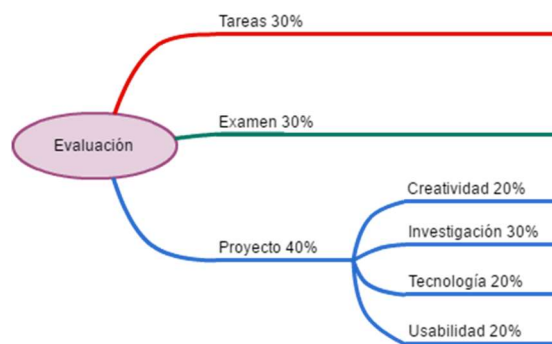 Tareas 30%
Examen 30%
Evaluación
Proyecto 40%
Creatividad 20%
Investigación 30%
Tecnología 20%
Usabilidad 20%